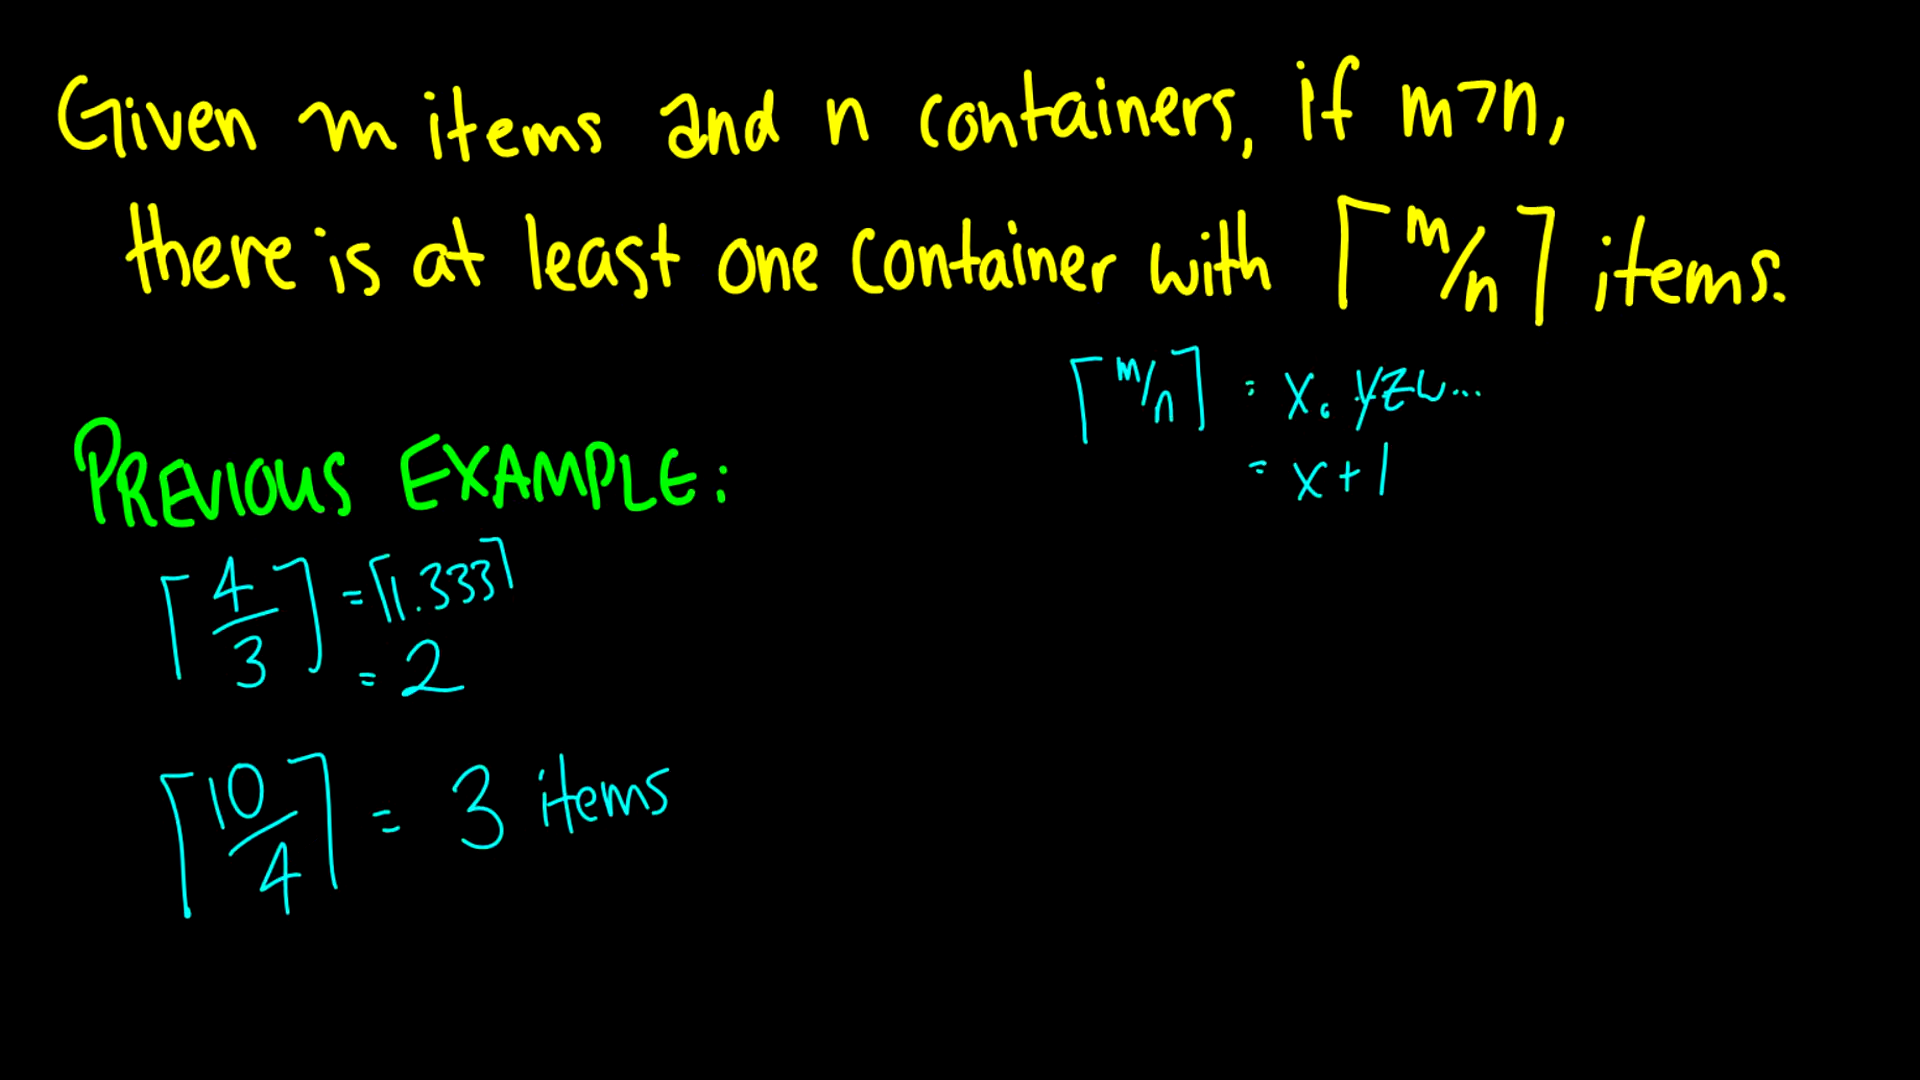 Given m items and n containers, if m>n,
there is at least one container with ⌈m/n⌉ items.
⌈m/n⌉ = x.yzw...
= x+1
PREVIOUS EXAMPLE:
⌈4/3⌉ = ⌈1.333⌉
= 2
⌈10/4⌉ = 3 items